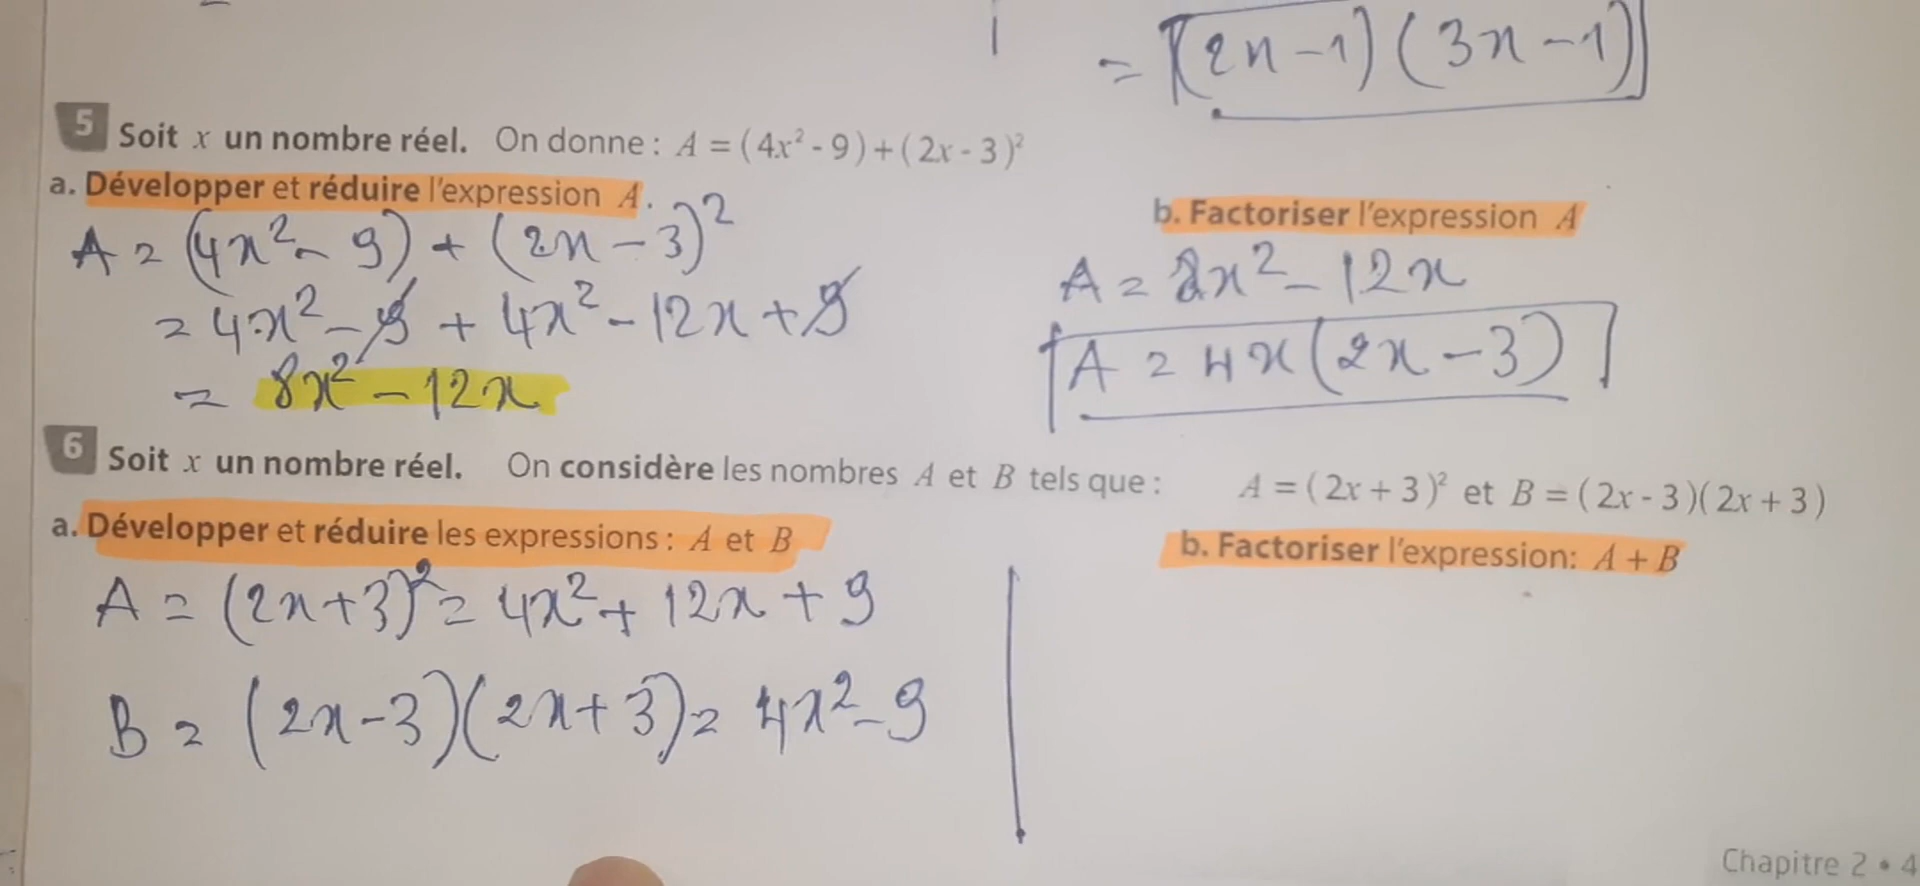 = (2x-1)(3x-1)
5 Soit x un nombre réel. On donne : A = (4x² - 9) + (2x - 3)²
a. Développer et réduire l'expression A.
A = (4x² - 9) + (2x - 3)²
= 4x² - 9 + 4x² - 12x + 9
= 8x² - 12x
b. Factoriser l'expression A
A = 8x² - 12x
A = 4x(2x - 3)
6 Soit x un nombre réel. On considère les nombres A et B tels que : A = (2x + 3)² et B = (2x - 3)(2x + 3)
a. Développer et réduire les expressions : A et B
A = (2x+3)² = 4x² + 12x + 9
B = (2x-3)(2x+3) = 4x² - 9
b. Factoriser l'expression: A + B
Chapitre 2 • 4